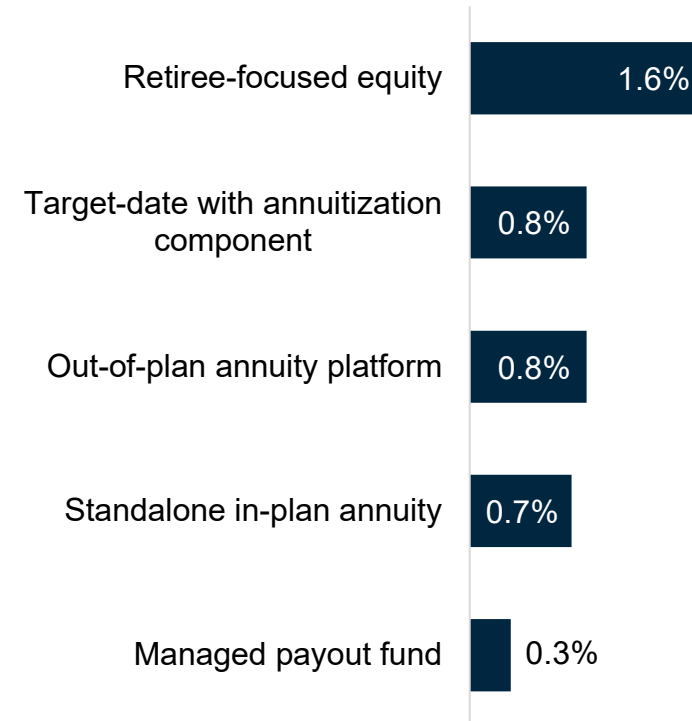 Retiree-focused equity
1.6%
Target-date with annuitization
component
0.8%
Out-of-plan annuity platform
0.8%
Standalone in-plan annuity
0.7%
Managed payout fund
0.3%